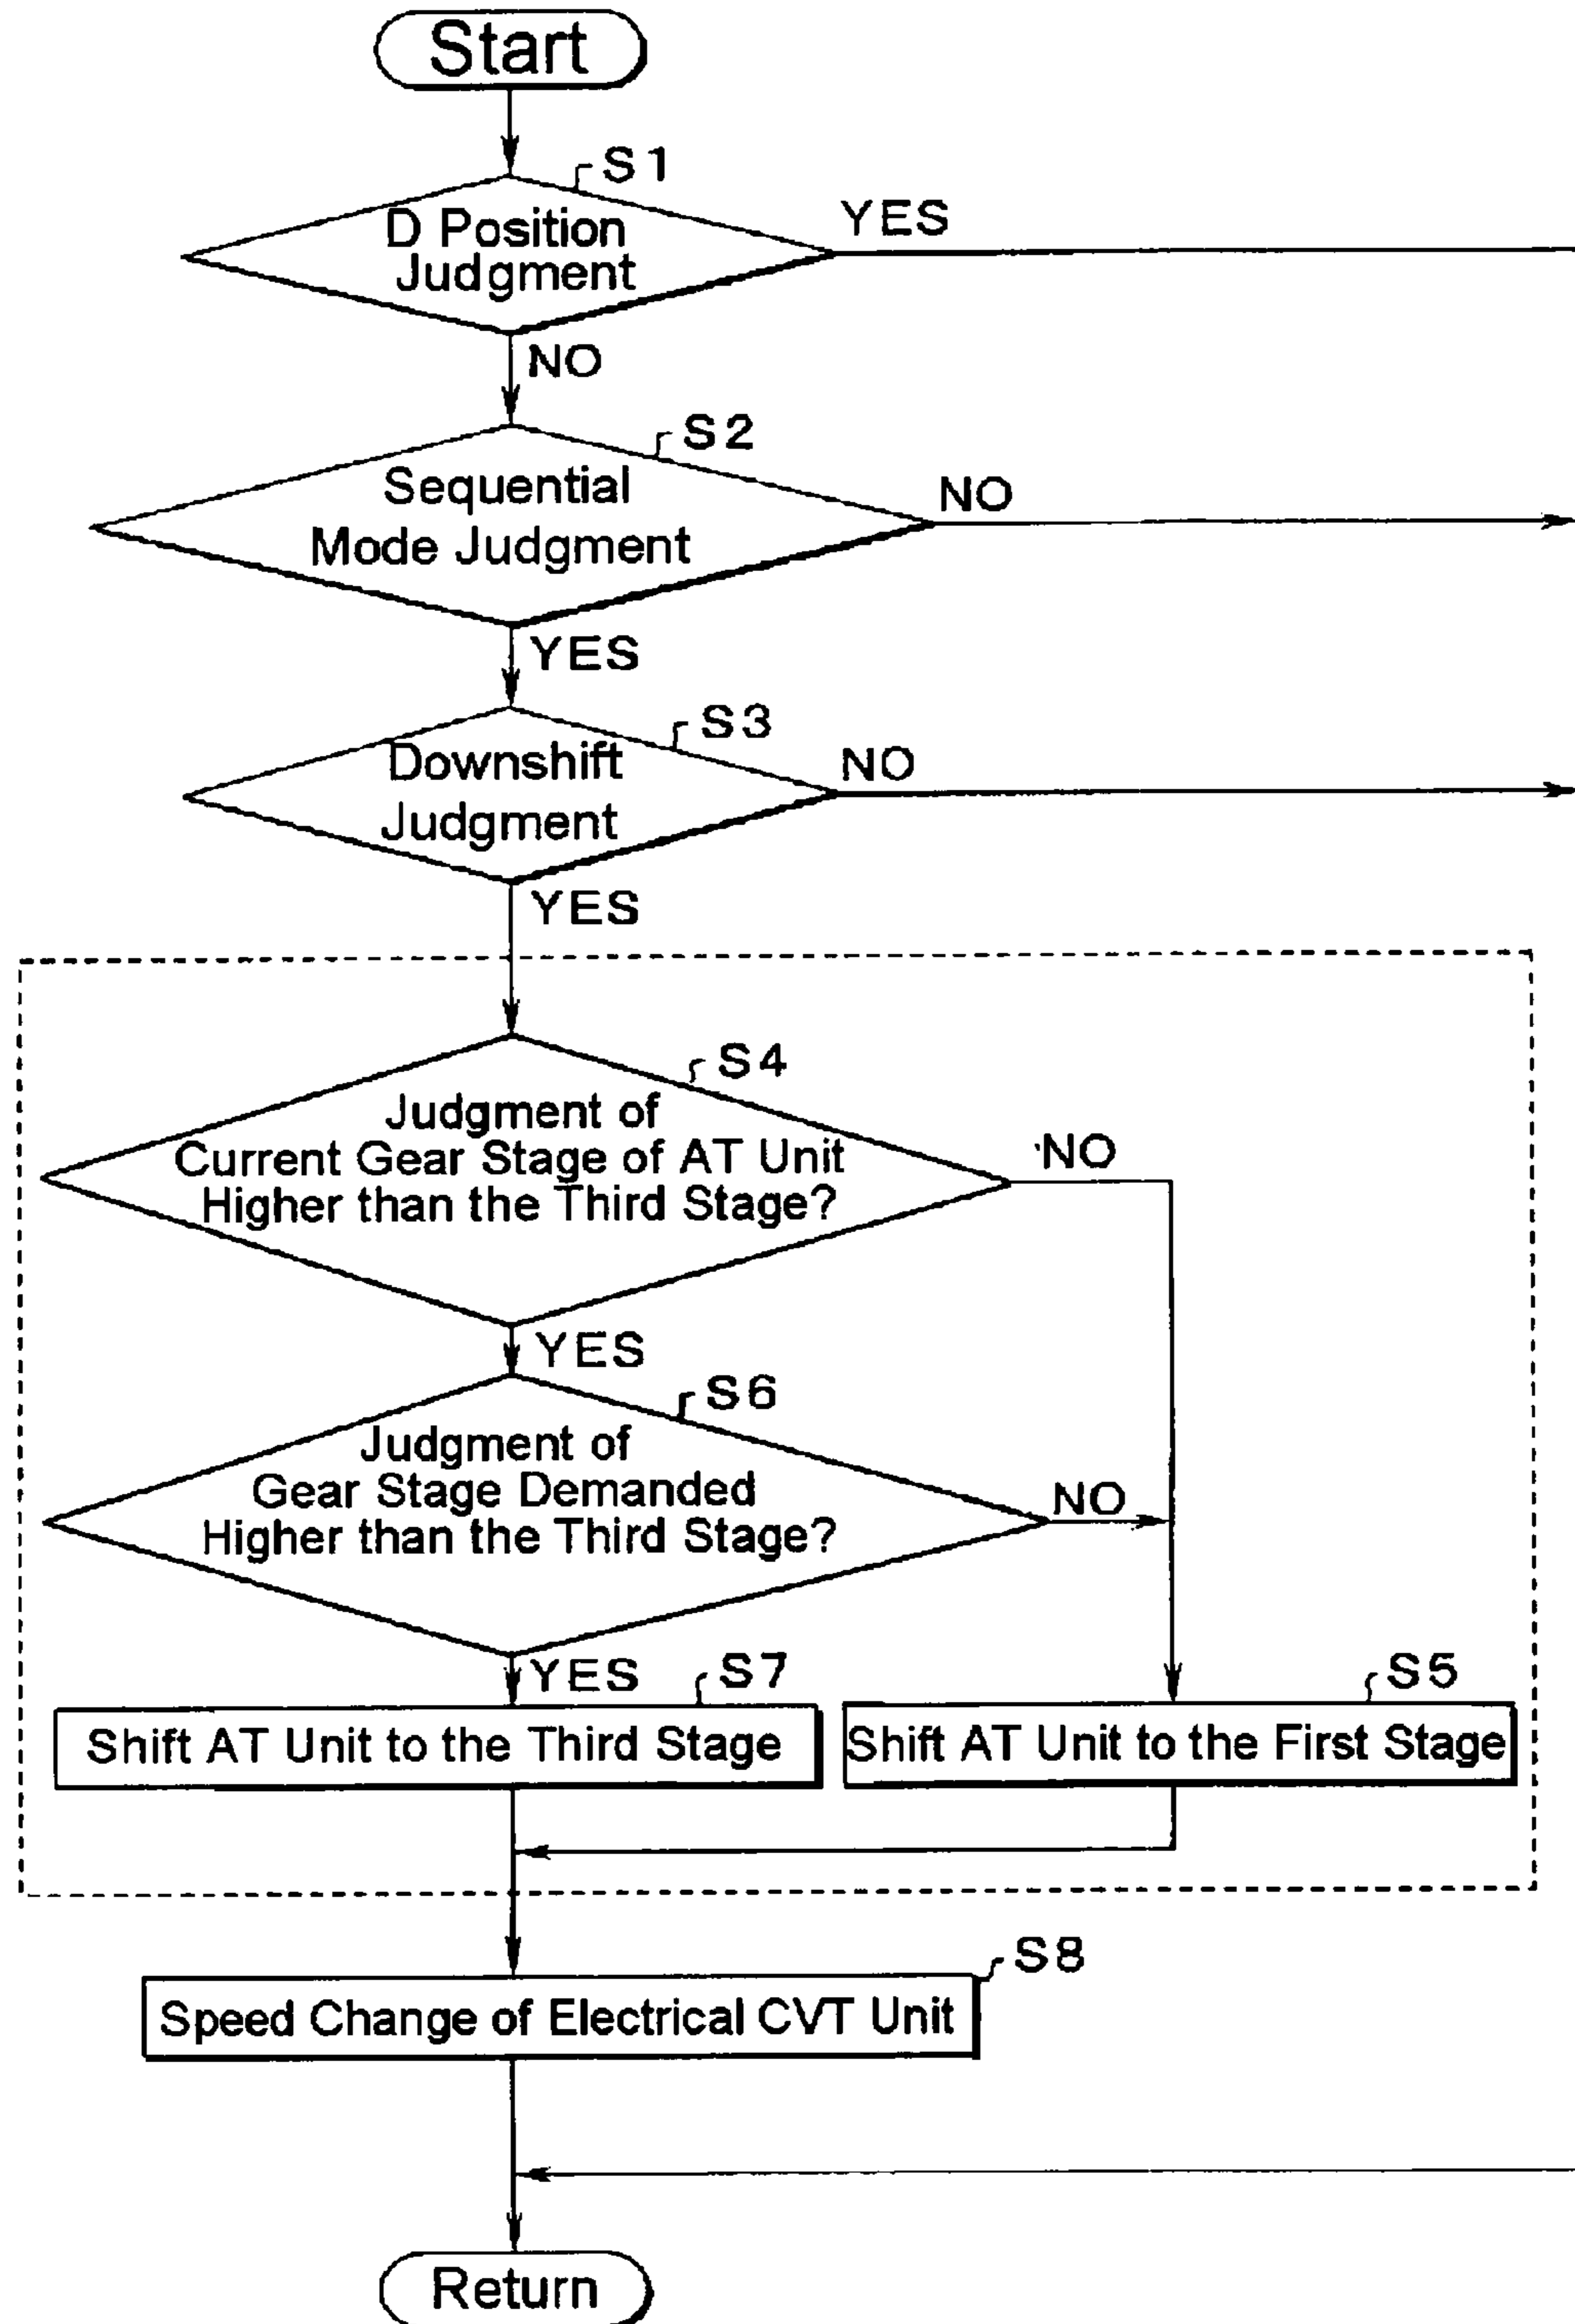 Start
S1
D Position
Judgment
YES
NO
S2
Sequential
Mode Judgment
NO
YES
S3
Downshift
Judgment
NO
YES
S4
Judgment of
Current Gear Stage of AT Unit
Higher than the Third Stage?
NO
YES
S6
Judgment of
Gear Stage Demanded
Higher than the Third Stage?
NO
YES
S7
Shift AT Unit to the Third Stage
S5
Shift AT Unit to the First Stage
S8
Speed Change of Electrical CVT Unit
Return